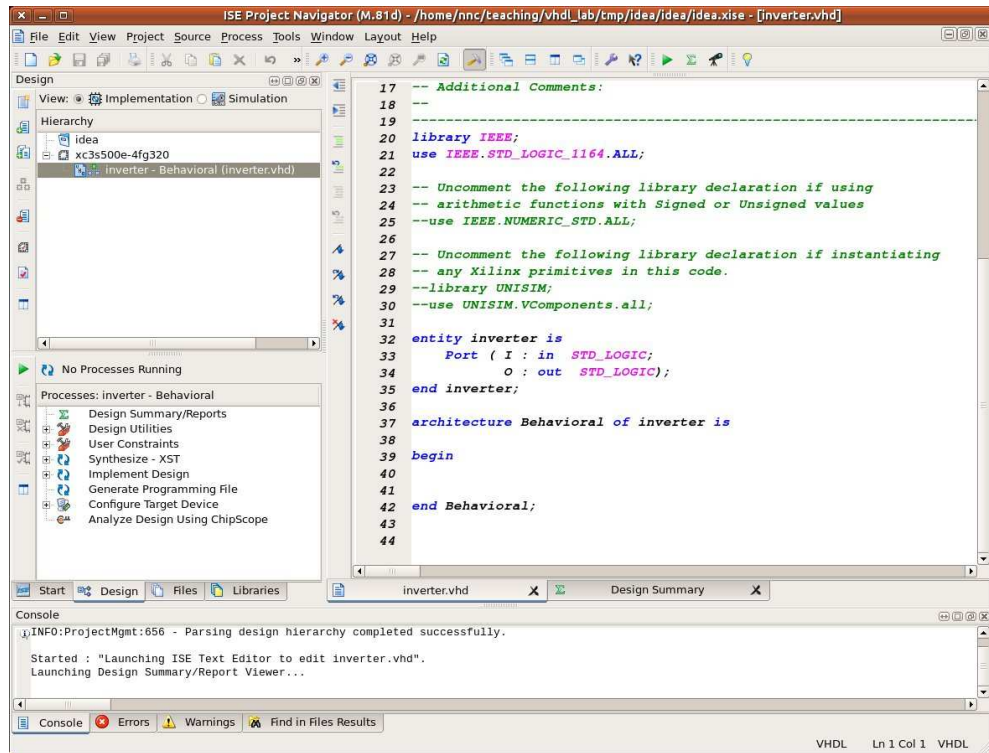 ISE Project Navigator (M.81d) - /home/nnc/teaching/vhdl_lab/tmp/idea/idea/idea.xise - [inverter.vhd]
File Edit View Project Source Process Tools Window Layout Help
Design
View: Implementation Simulation
Hierarchy
idea
xc3s500e-4fg320
inverter - Behavioral (inverter.vhd)
No Processes Running
Processes: inverter - Behavioral
Design Summary/Reports
Design Utilities
User Constraints
Synthesize - XST
Implement Design
Generate Programming File
Configure Target Device
Analyze Design Using ChipScope
Start Design Files Libraries
17 -- Additional Comments:
18 --
19 ----------------------------------------------------------------------------------
20 library IEEE;
21 use IEEE.STD_LOGIC_1164.ALL;
22
23 -- Uncomment the following library declaration if using
24 -- arithmetic functions with Signed or Unsigned values
25 --use IEEE.NUMERIC_STD.ALL;
26
27 -- Uncomment the following library declaration if instantiating
28 -- any Xilinx primitives in this code.
29 --library UNISIM;
30 --use UNISIM.VComponents.all;
31
32 entity inverter is
33 Port ( I : in STD_LOGIC;
34 O : out STD_LOGIC);
35 end inverter;
36
37 architecture Behavioral of inverter is
38
39 begin
40
41
42 end Behavioral;
43
44
inverter.vhd Design Summary
Console
INFO:ProjectMgmt:656 - Parsing design hierarchy completed successfully.
Started : "Launching ISE Text Editor to edit inverter.vhd".
Launching Design Summary/Report Viewer...
Console Errors Warnings Find in Files Results
VHDL Ln 1 Col 1 VHDL